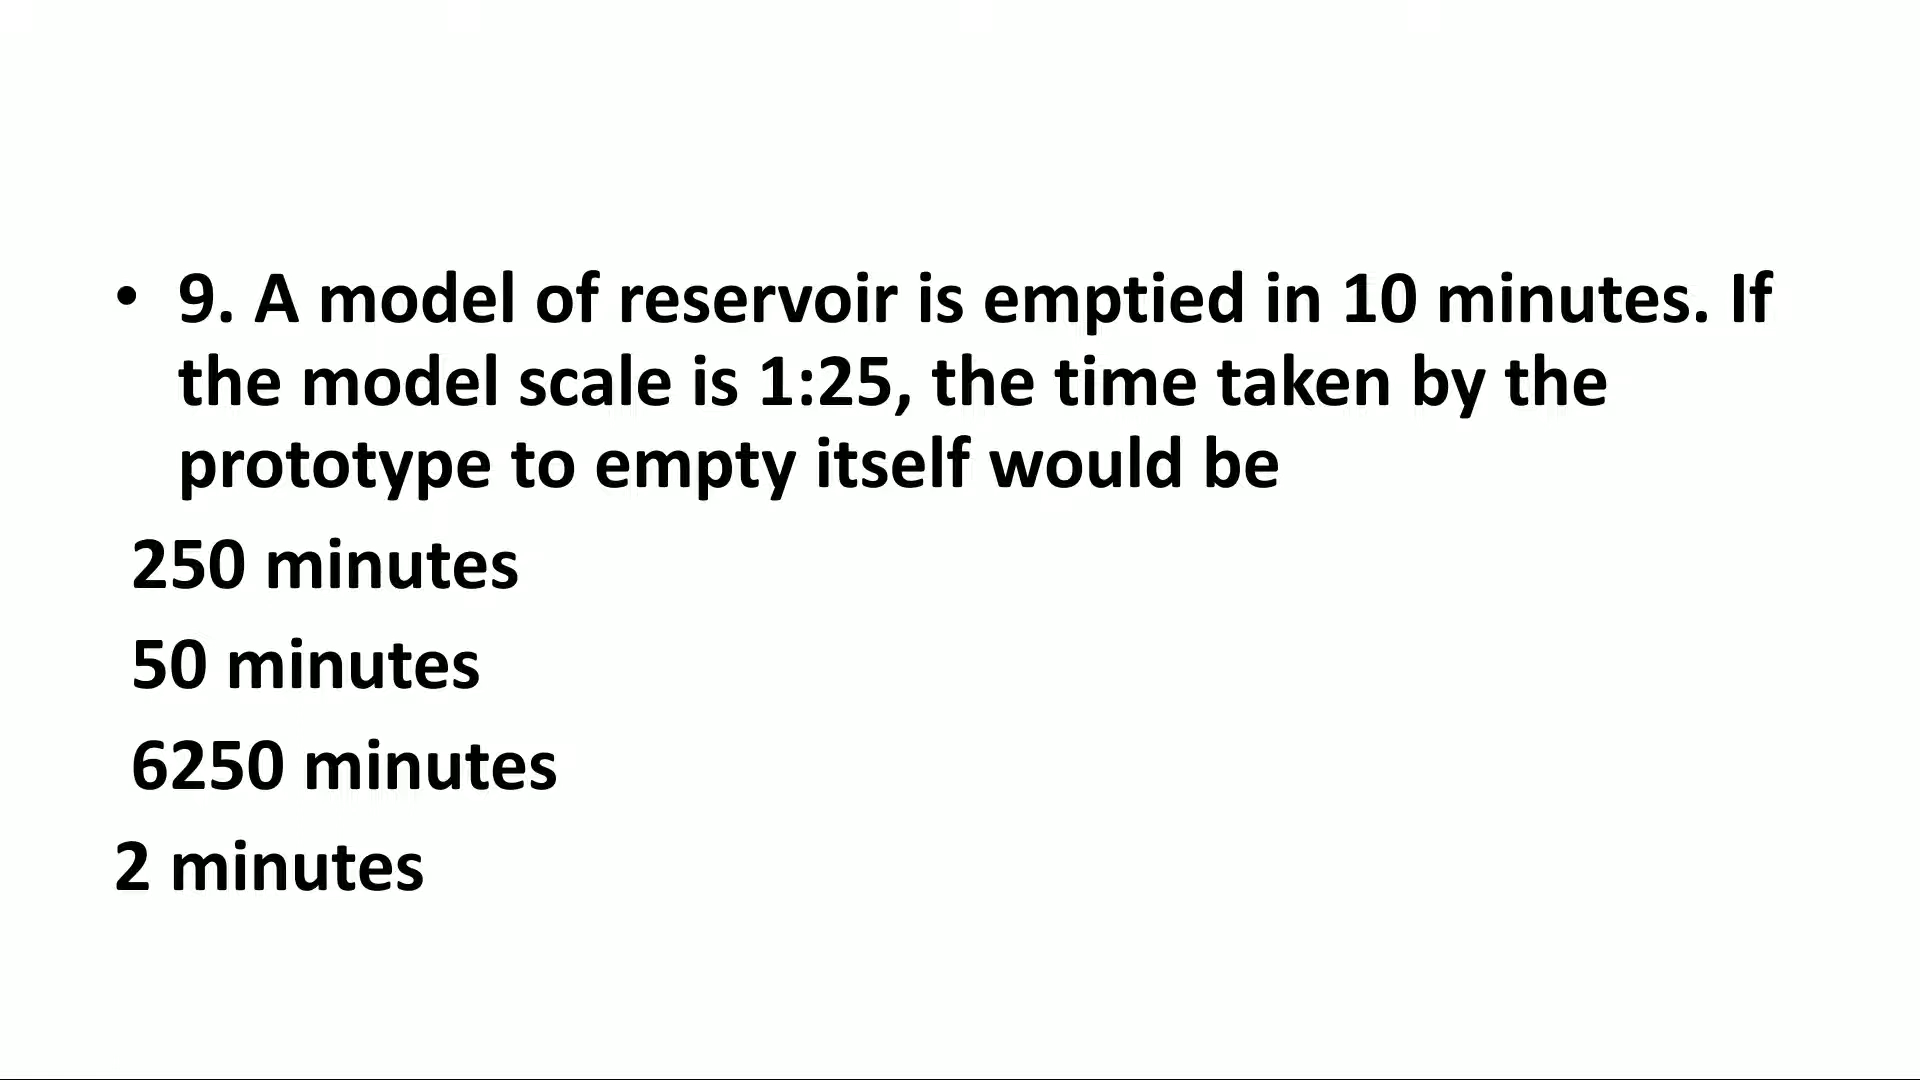 • 9. A model of reservoir is emptied in 10 minutes. If
the model scale is 1:25, the time taken by the
prototype to empty itself would be
250 minutes
50 minutes
6250 minutes
2 minutes